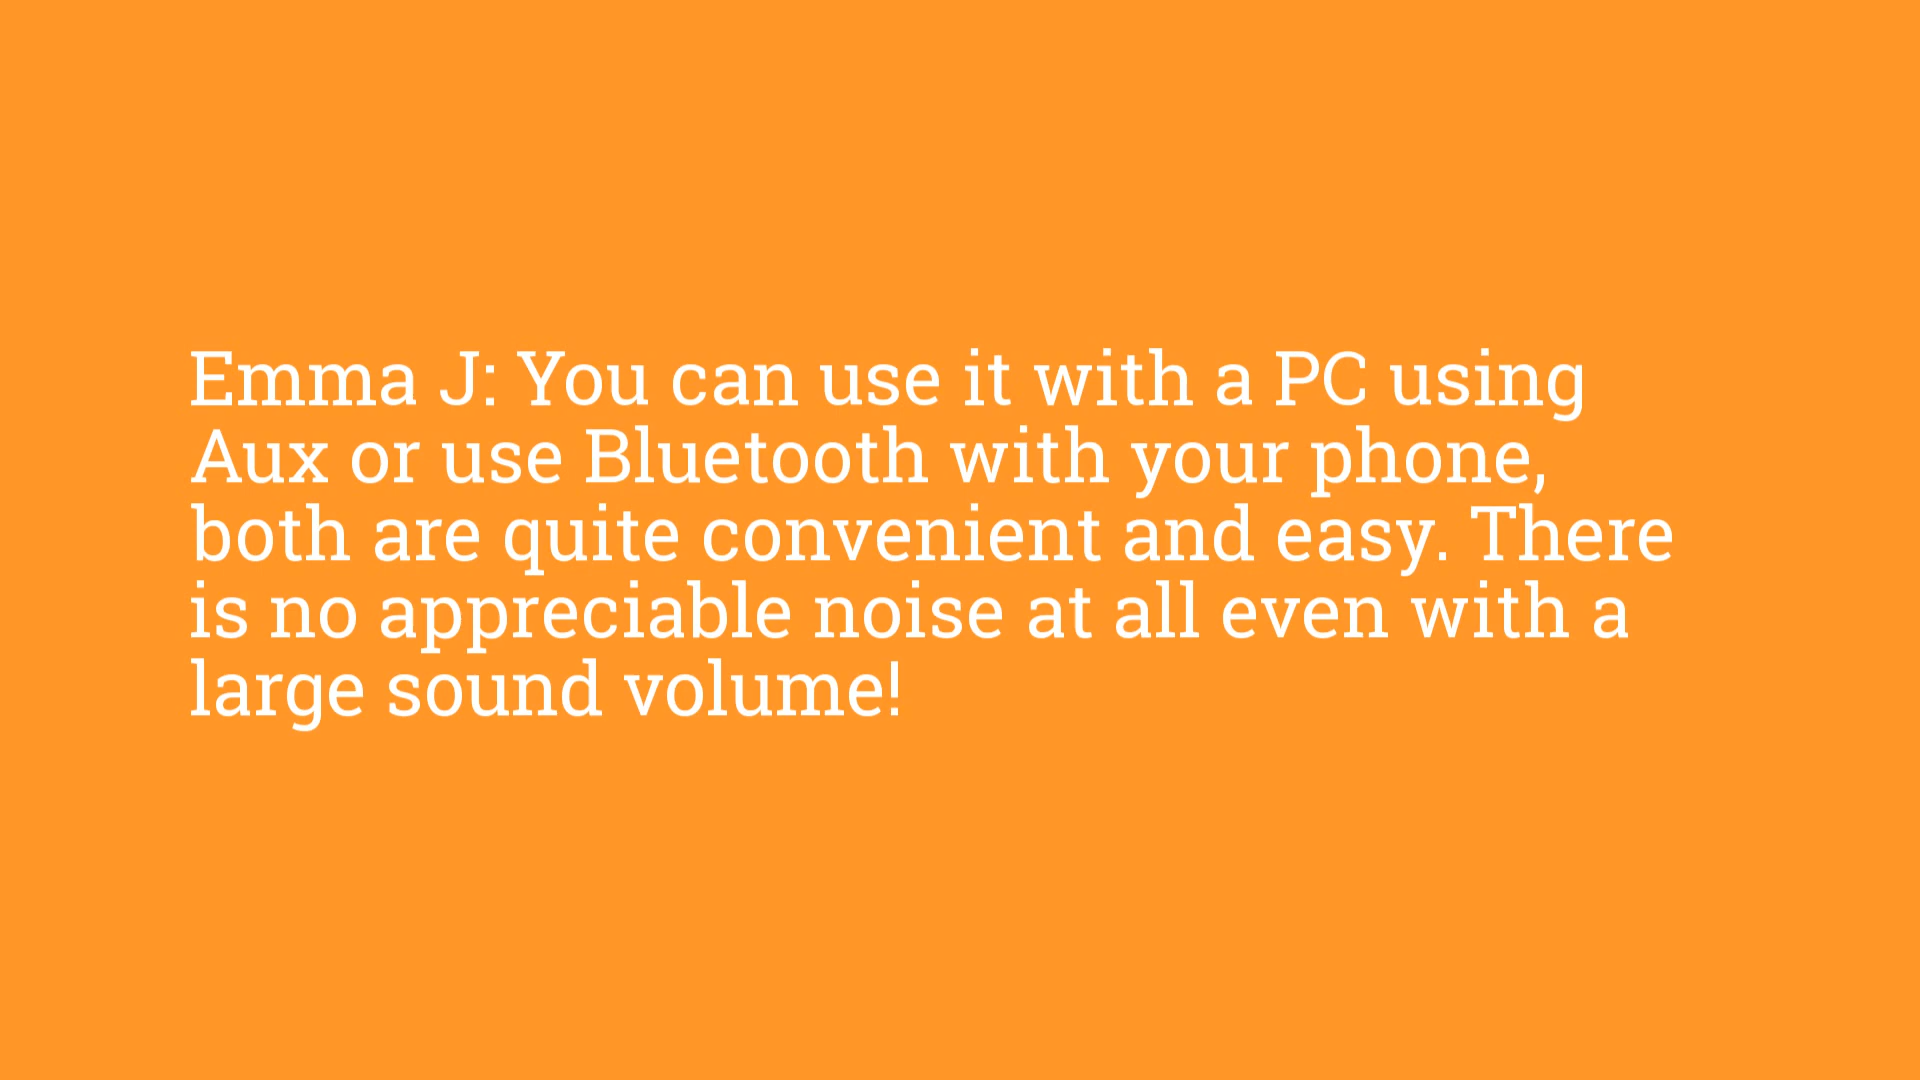 Emma J: You can use it with a PC using
Aux or use Bluetooth with your phone,
both are quite convenient and easy. There
is no appreciable noise at all even with a
large sound volume!